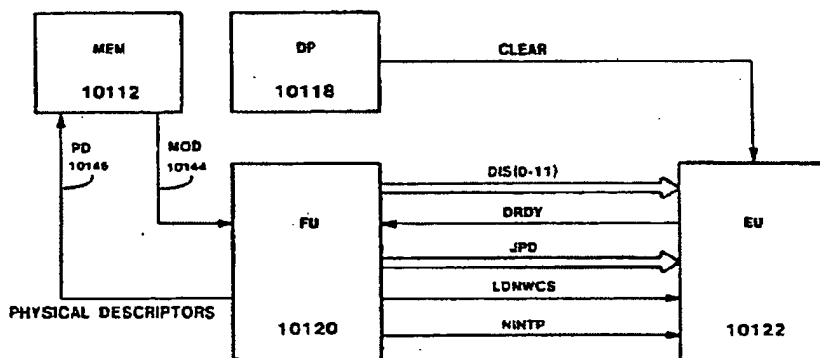 MEM
10112
DP
10118
CLEAR
PD
10146
MOD
10144
DIS(0-11)
DRDY
JPD
LDNWCS
NINTP
FU
10120
EU
10122
PHYSICAL DESCRIPTORS